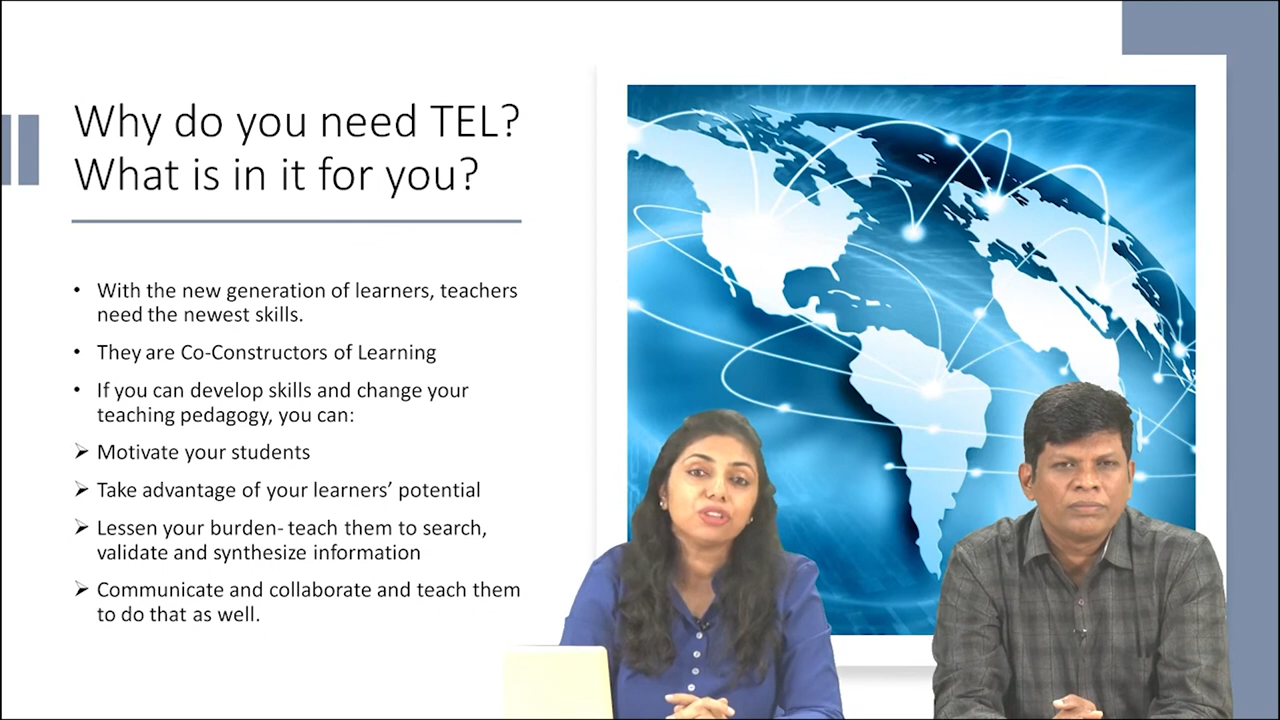 Why do you need TEL?
What is in it for you?
• With the new generation of learners, teachers
need the newest skills.
• They are Co-Constructors of Learning
• If you can develop skills and change your
teaching pedagogy, you can:
➢ Motivate your students
➢ Take advantage of your learners’ potential
➢ Lessen your burden- teach them to search,
validate and synthesize information
➢ Communicate and collaborate and teach them
to do that as well.